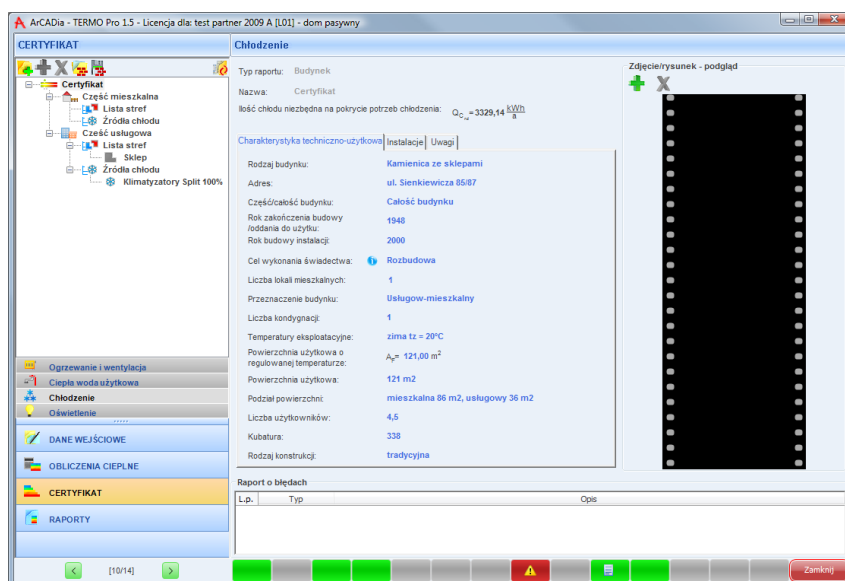 ArCADia - TERMO Pro 1.5 - Licencja dla: test partner 2009 A [L01] - dom pasywny
CERTYFIKAT
Certyfikat
Część mieszkalna
Lista stref
Źródła chłodu
Cześć usługowa
Lista stref
Sklep
Źródła chłodu
Klimatyzatory Split 100%
Ogrzewanie i wentylacja
Ciepła woda użytkowa
Chłodzenie
Oświetlenie
DANE WEJŚCIOWE
OBLICZENIA CIEPLNE
CERTYFIKAT
RAPORTY
[10/14]
Chłodzenie
Typ raportu: Budynek
Nazwa: Certyfikat
Ilość chłodu niezbędna na pokrycie potrzeb chłodzenia: Q_C,nd=3329,14 kWh/a
Charakterystyka techniczno-użytkowa Instalacje Uwagi
Rodzaj budynku: Kamienica ze sklepami
Adres: ul. Sienkiewicza 85/87
Część/całość budynku: Całość budynku
Rok zakończenia budowy
/oddania do użytku: 1948
Rok budowy instalacji: 2000
Cel wykonania świadectwa: Rozbudowa
Liczba lokali mieszkalnych: 1
Przeznaczenie budynku: Usługow-mieszkalny
Liczba kondygnacji: 1
Temperatury eksploatacyjne: zima tz = 20ºC
Powierzchnia użytkowa o
regulowanej temperaturze: A_F= 121,00 m²
Powierzchnia użytkowa: 121 m2
Podział powierzchni: mieszkalna 86 m2, usługowy 36 m2
Liczba użytkowników: 4,5
Kubatura: 338
Rodzaj konstrukcji: tradycyjna
Zdjęcie/rysunek - podgląd
Raport o błędach
L.p. Typ Opis
Zamknij